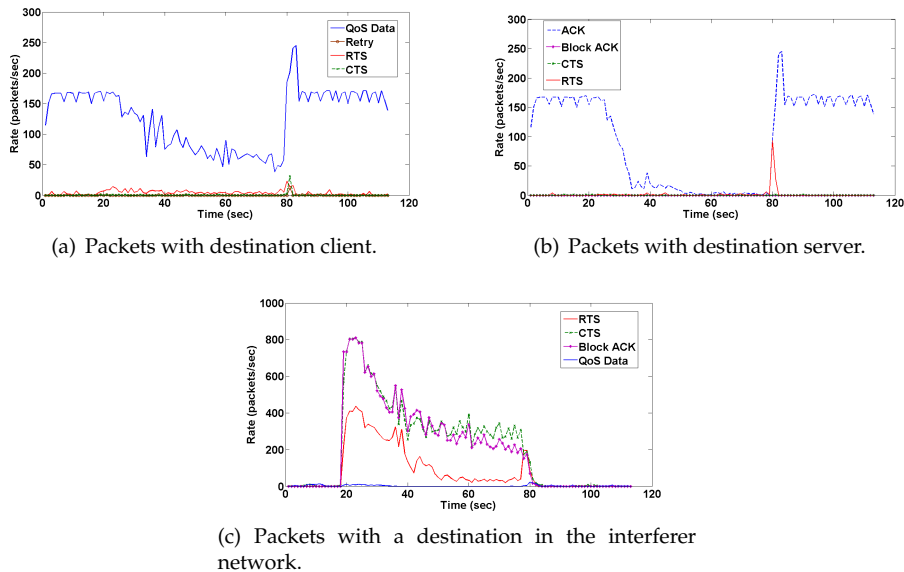 300
250
200
150
100
50
0
Rate (packets/sec)
QoS Data
Retry
RTS
CTS
0 20 40 60 80 100 120
Time (sec)
(a) Packets with destination client.
300
250
200
150
100
50
0
Rate (packets/sec)
ACK
Block ACK
CTS
RTS
0 20 40 60 80 100 120
Time (sec)
(b) Packets with destination server.
1000
800
600
400
200
0
Rate (packets/sec)
RTS
CTS
Block ACK
QoS Data
0 20 40 60 80 100 120
Time (sec)
(c) Packets with a destination in the interferer
network.